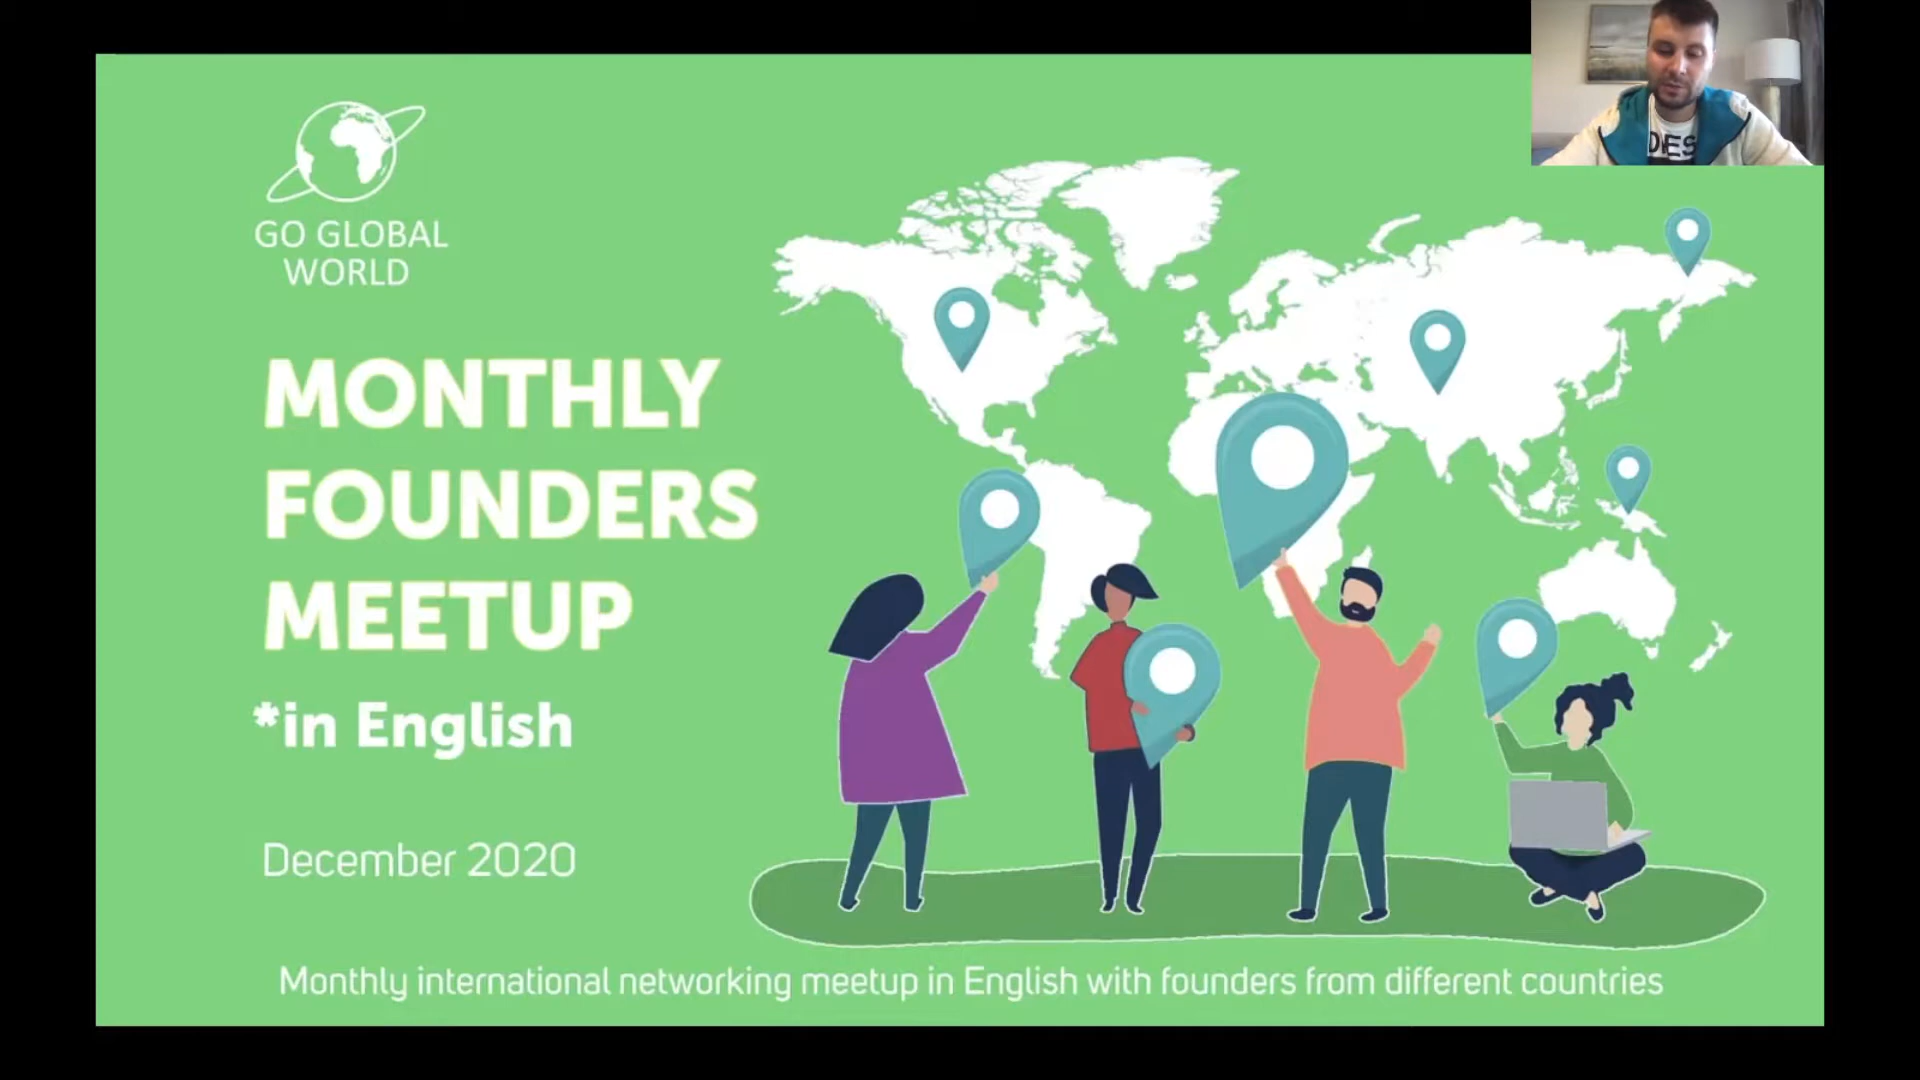 GO GLOBAL
WORLD
MONTHLY
FOUNDERS
MEETUP
*in English
December 2020
Monthly international networking meetup in English with founders from different countries